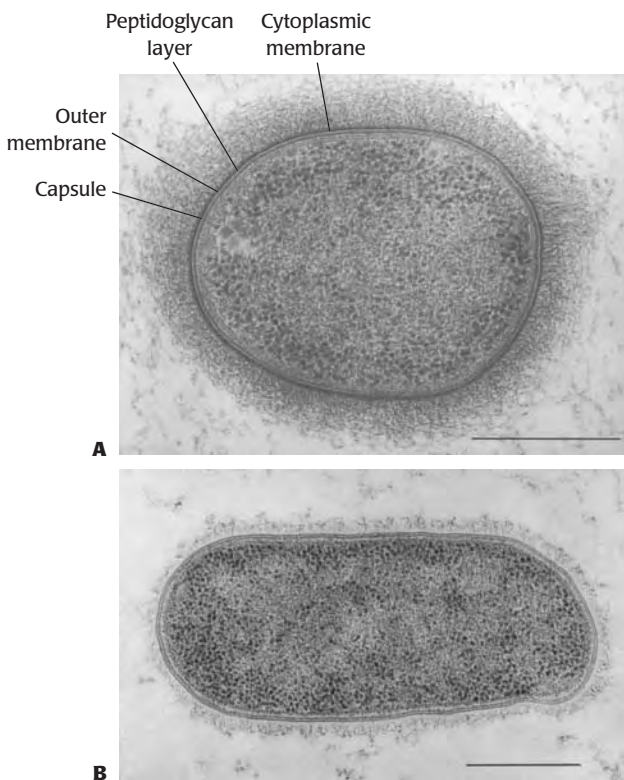 Peptidoglycan
layer
Cytoplasmic
membrane
Outer
membrane
Capsule
A
B